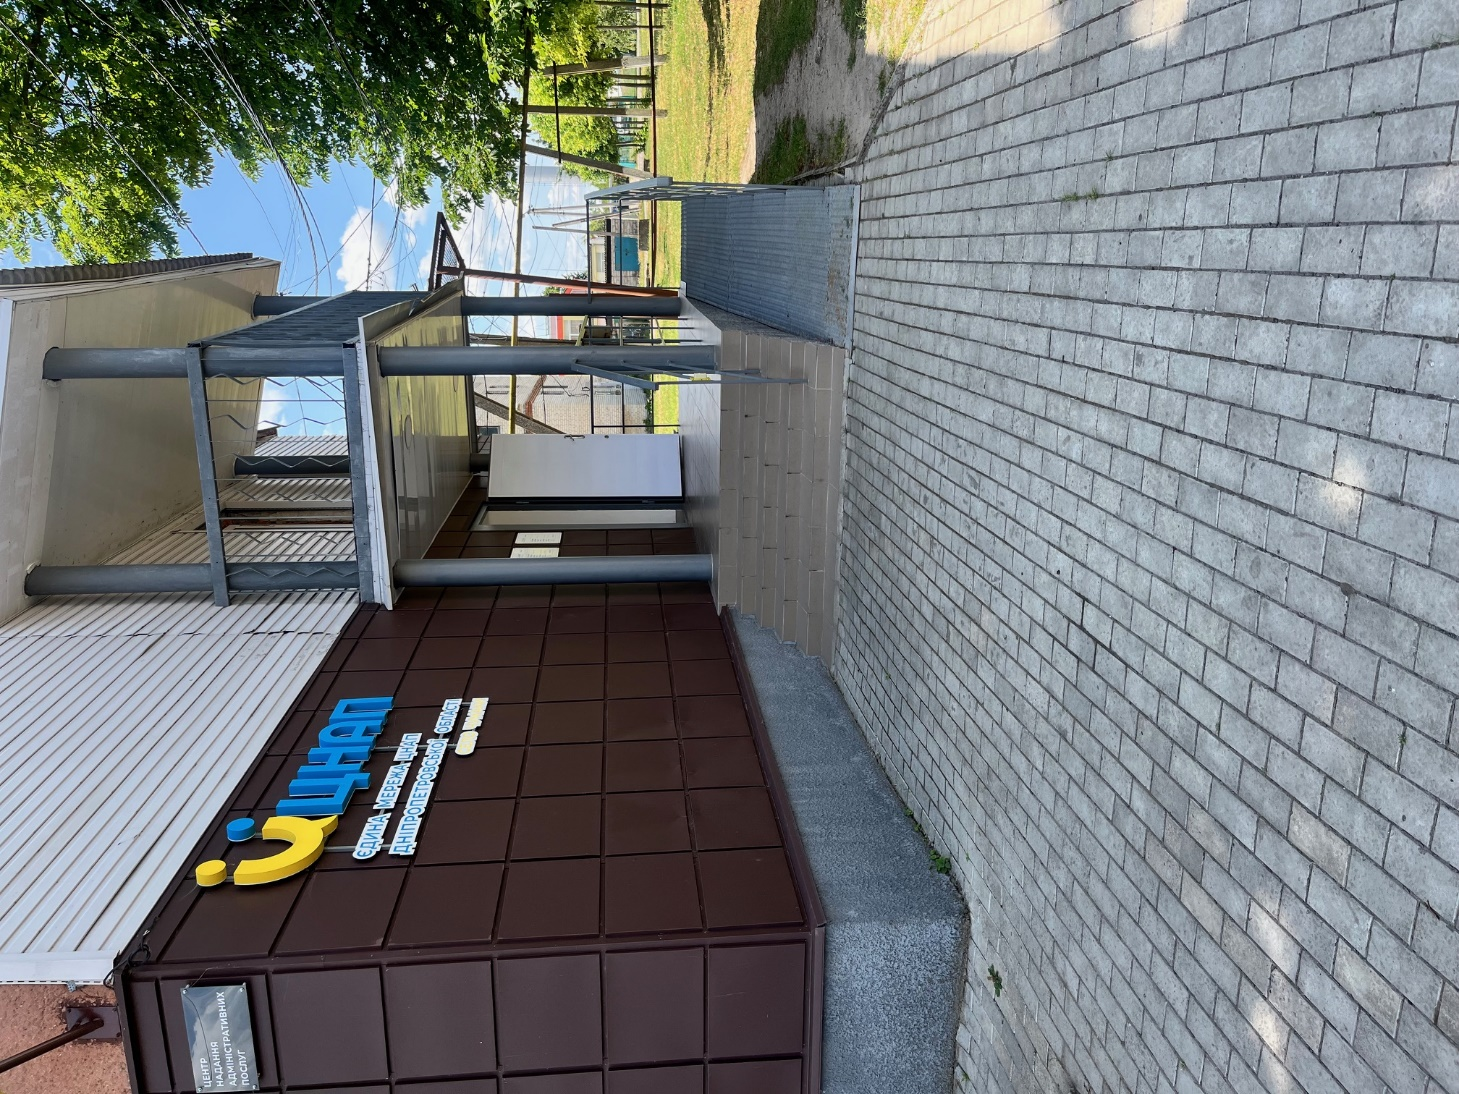 ЦНАП
ЄДИНА МЕРЕЖА ЦНАП
ДНІПРОПЕТРОВСЬКОЇ ОБЛАСТІ
ЦЕНТР
НАДАННЯ
АДМІНІСТРАТИВНИХ
ПОСЛУГ